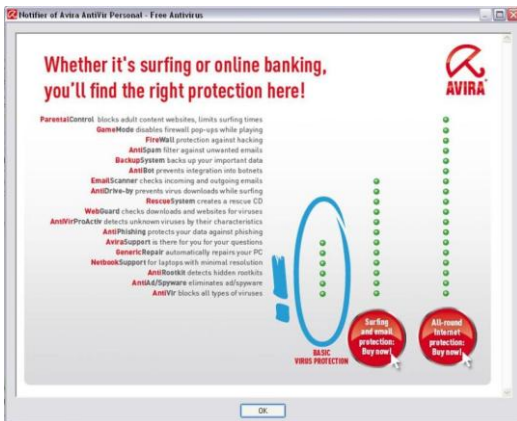 Notifier of Avira AntiVir Personal - Free Antivirus
Whether it's surfing or online banking,
you'll find the right protection here!
AVIRA
ParentalControl blocks adult content websites, limits surfing times
GameMode disables firewall pop-ups while playing
FireWall protection against hacking
AntiSpam filter against unwanted emails
BackupSystem backs up your important data
AntiBot prevents integration into botnets
EmailScanner checks incoming and outgoing emails
AntiDrive-by prevents virus downloads while surfing
RescueSystem creates a rescue CD
WebGuard checks downloads and websites for viruses
AntiVirProActiv detects unknown viruses by their characteristics
AntiPhishing protects your data against phishing
AviraSupport is there for you for your questions
GenericRepair automatically repairs your PC
NetbookSupport for laptops with minimal resolution
AntiRootkit detects hidden rootkits
AntiAd/Spyware eliminates ad/spyware
AntiVir blocks all types of viruses
!
BASIC
VIRUS PROTECTION
Surfing
and email
protection:
Buy now!
All-round
Internet
protection:
Buy now!
OK